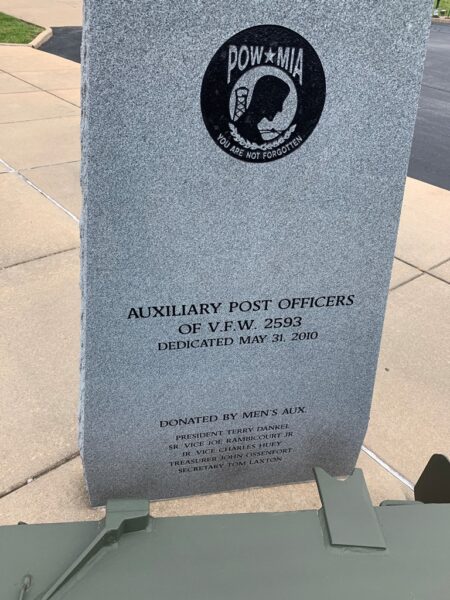 POW★MIA
YOU ARE NOT FORGOTTEN
AUXILIARY POST OFFICERS
OF V.F.W. 2593
DEDICATED MAY 31, 2010
DONATED BY MEN'S AUX.
PRESIDENT TERRY DANKEL
SR. VICE JOE RAMBICOURT JR.
JR. VICE CHARLES HUEY
TREASURER JOHN OSSENFORT
SECRETARY TOM LAXTON